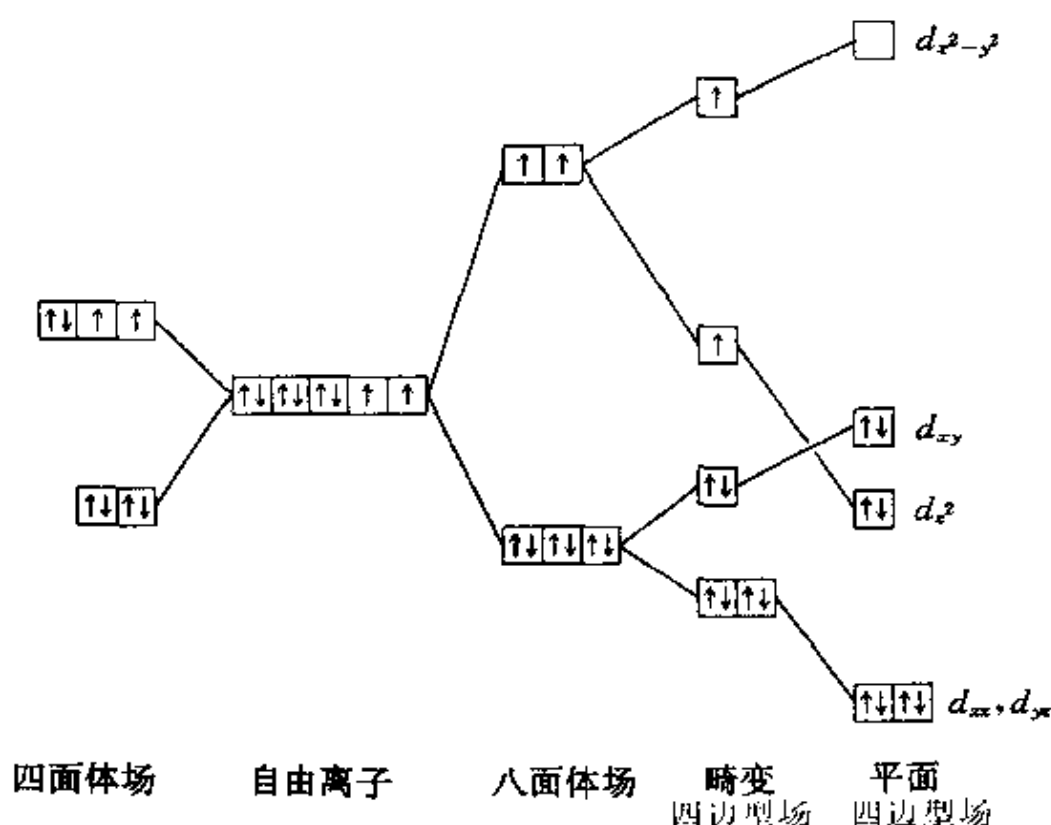 d_{x²-y²}
d_{xy}
d_{z²}
d_{xz}, d_{yz}
四面体场 自由离子 八面体场 畸变 平面
四边型场 四边型场